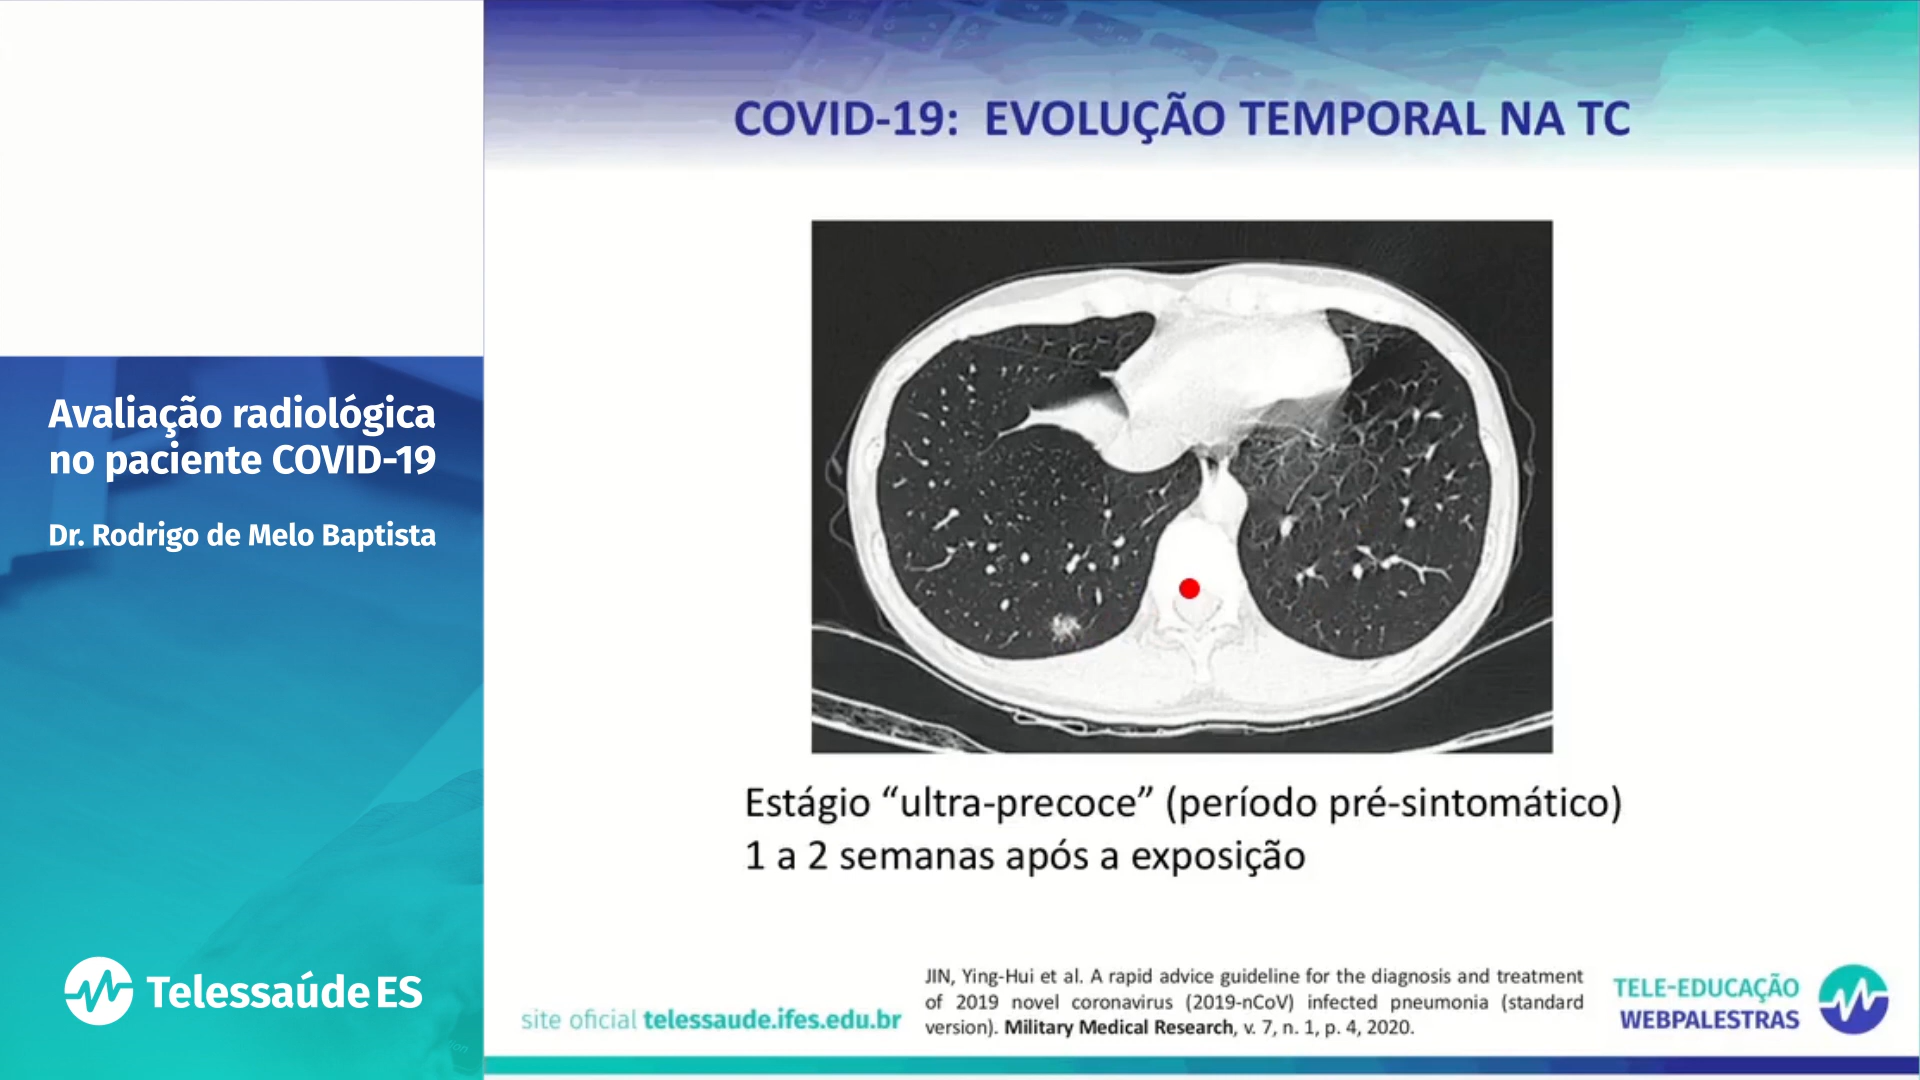 Avaliação radiológica
no paciente COVID-19
Dr. Rodrigo de Melo Baptista
Telessaúde ES
COVID-19: EVOLUÇÃO TEMPORAL NA TC
Estágio “ultra-precoce” (período pré-sintomático)
1 a 2 semanas após a exposição
site oficial telessaude.ifes.edu.br
JIN, Ying-Hui et al. A rapid advice guideline for the diagnosis and treatment
of 2019 novel coronavirus (2019-nCoV) infected pneumonia (standard
version). Military Medical Research, v. 7, n. 1, p. 4, 2020.
TELE-EDUCAÇÃO
WEBPALESTRAS